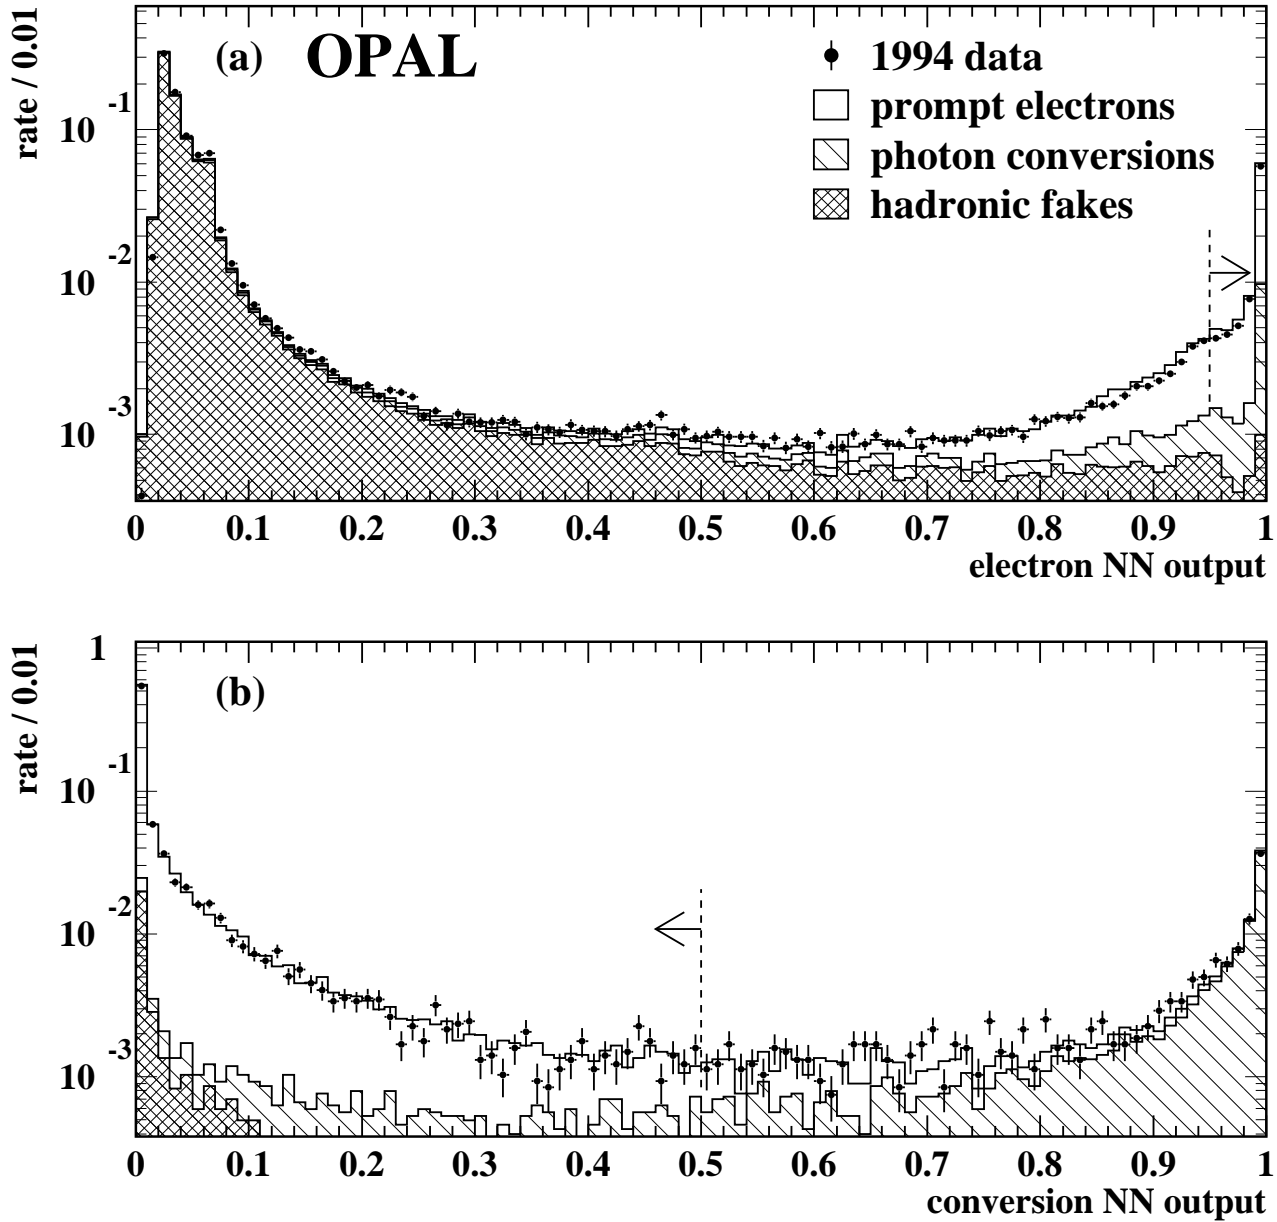 (a) OPAL
1994 data
prompt electrons
photon conversions
hadronic fakes
rate / 0.01
10 -1
10 -2
10 -3
0 0.1 0.2 0.3 0.4 0.5 0.6 0.7 0.8 0.9 1
electron NN output
(b)
rate / 0.01
1
10 -1
10 -2
10 -3
0 0.1 0.2 0.3 0.4 0.5 0.6 0.7 0.8 0.9 1
conversion NN output